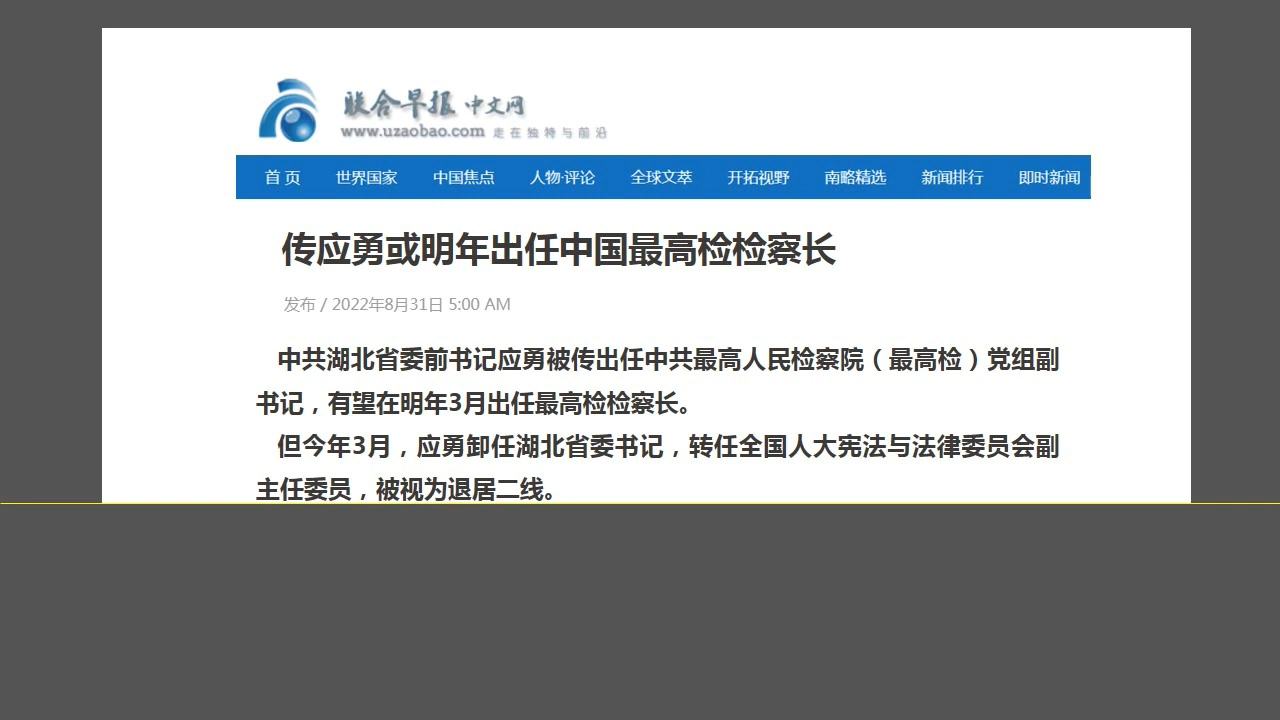 联合早报 中文网
www.uzaobao.com 走在独特与前沿
首 页 世界国家 中国焦点 人物·评论 全球文萃 开拓视野 南略精选 新闻排行 即时新闻
传应勇或明年出任中国最高检检察长
发布 / 2022年8月31日 5:00 AM
中共湖北省委前书记应勇被传出任中共最高人民检察院（最高检）党组副
书记，有望在明年3月出任最高检检察长。
但今年3月，应勇卸任湖北省委书记，转任全国人大宪法与法律委员会副
主任委员，被视为退居二线。